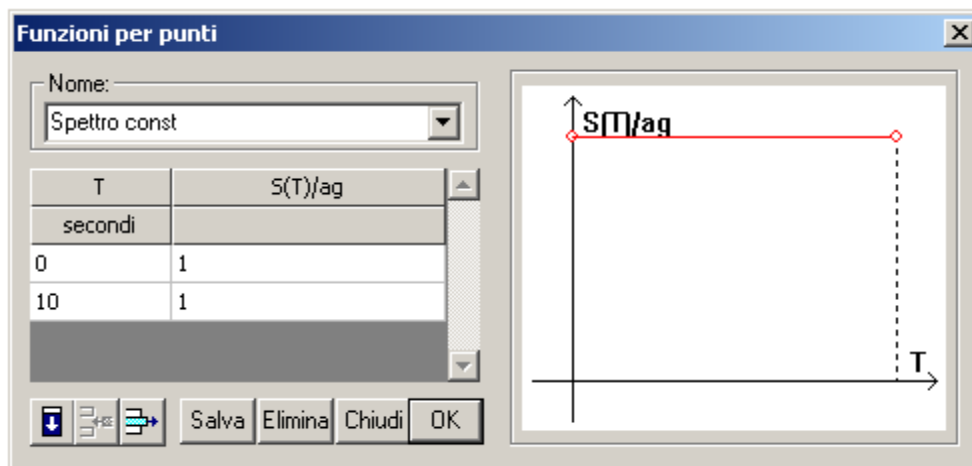 Funzioni per punti
Nome:
Spettro const
T S(T)/ag
secondi
0 1
10 1
Salva Elimina Chiudi OK
S(T)/ag
T